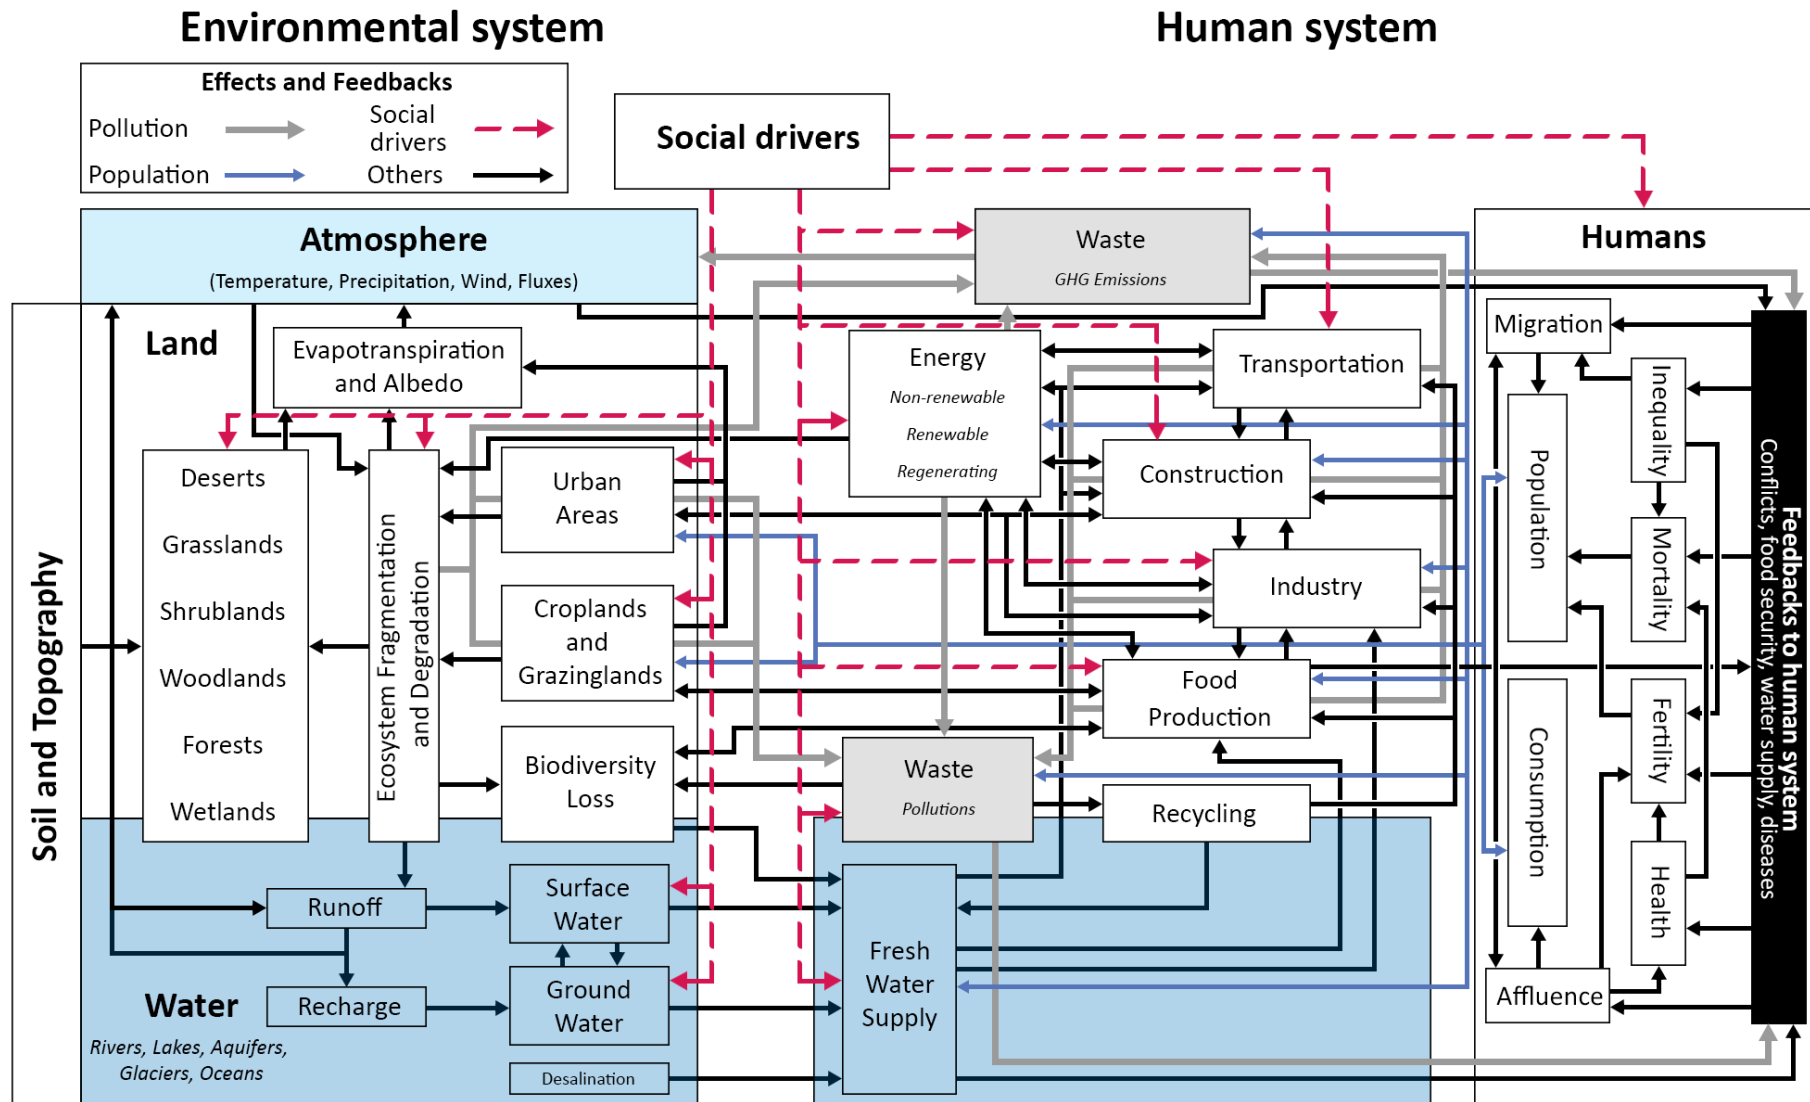 Environmental system
Human system
Effects and Feedbacks
Pollution
Social
drivers
Population
Others
Social drivers
Atmosphere
(Temperature, Precipitation, Wind, Fluxes)
Waste
GHG Emissions
Humans
Land
Evapotranspiration
and Albedo
Energy
Non-renewable
Renewable
Regenerating
Transportation
Migration
Inequality
Deserts
Grasslands
Shrublands
Woodlands
Forests
Wetlands
Ecosystem Fragmentation
and Degradation
Urban
Areas
Construction
Population
Mortality
Industry
Croplands
and
Grazinglands
Food
Production
Fertility
Consumption
Biodiversity
Loss
Waste
Pollutions
Recycling
Health
Soil and Topography
Feedbacks to human system
Conflicts, food security, water supply, diseases
Runoff
Surface
Water
Fresh
Water
Supply
Affluence
Water
Recharge
Ground
Water
Rivers, Lakes, Aquifers,
Glaciers, Oceans
Desalination